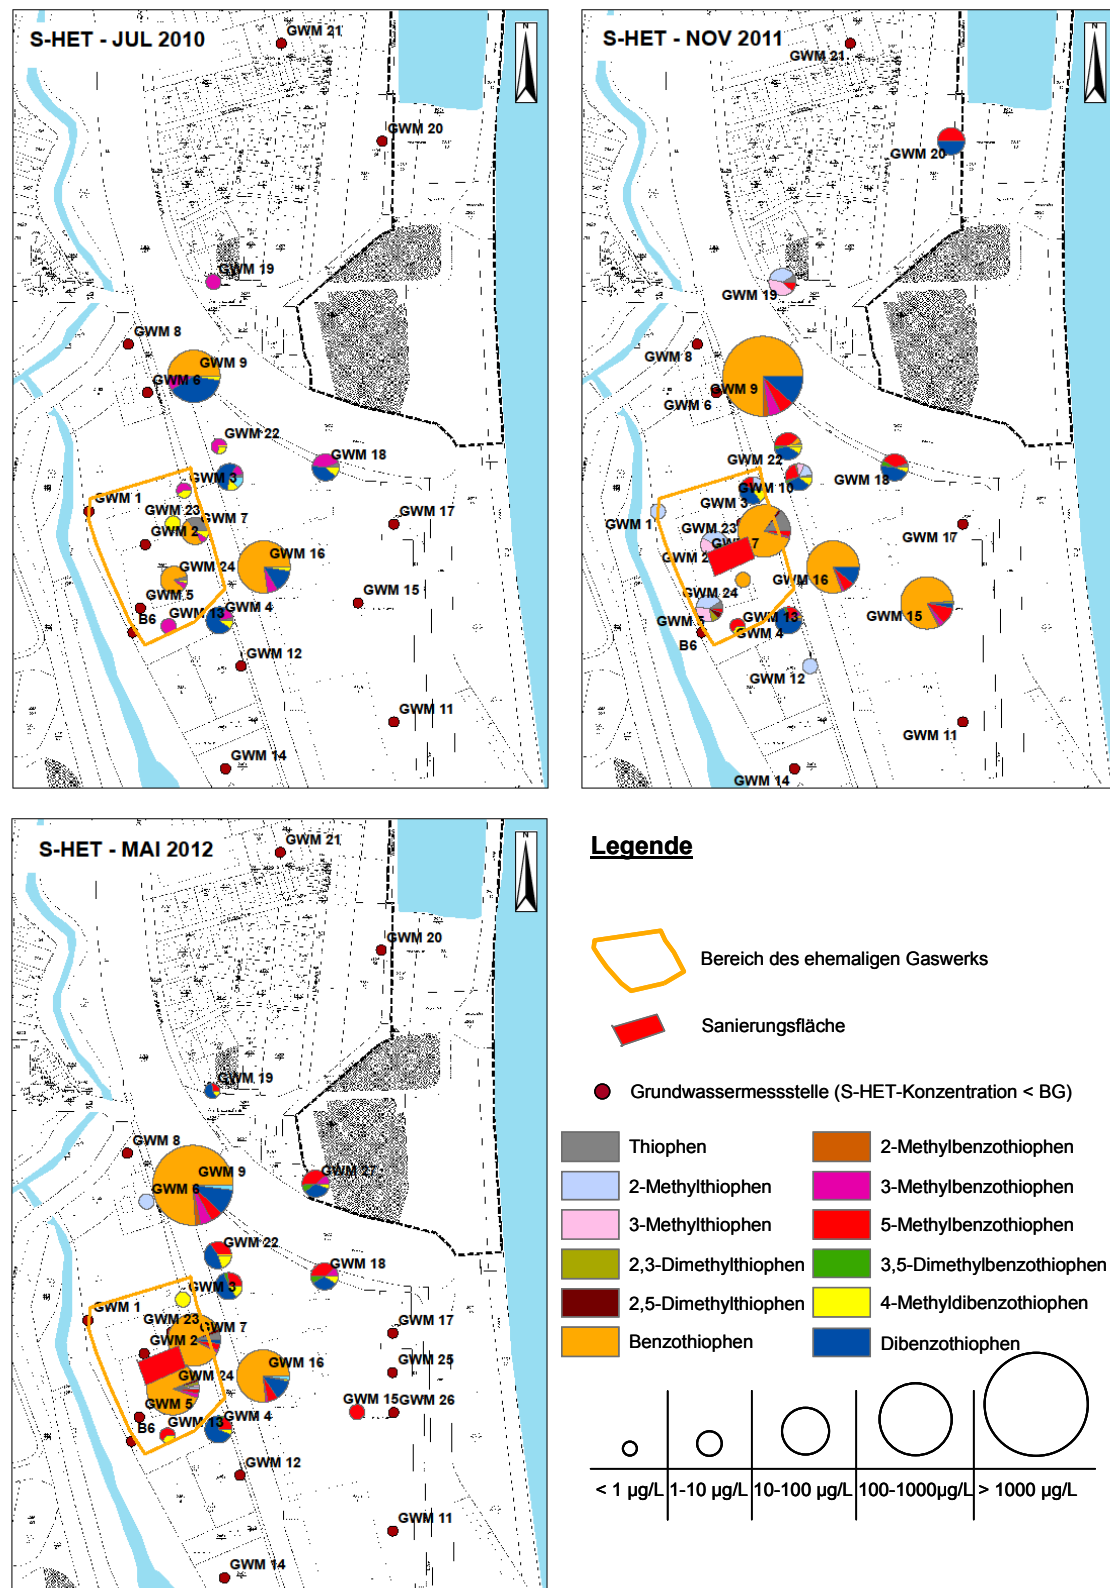 S-HET - JUL 2010
N
GWM 21
GWM 20
GWM 19
GWM 8
GWM 9
GWM 6
GWM 22
GWM 18
GWM 3
GWM 1
GWM 23
GWM 7
GWM 17
GWM 2
GWM 16
GWM 24
GWM 5
GWM 15
GWM 4
B6
GWM 13
GWM 12
GWM 11
GWM 14
S-HET - NOV 2011
N
GWM 21
GWM 20
GWM 19
GWM 8
GWM 9
GWM 6
GWM 22
GWM 18
GWM 10
GWM 3
GWM 1
GWM 23
GWM 17
GWM 7
GWM 2
GWM 16
GWM 24
GWM 15
GWM 5
GWM 13
GWM 4
B6
GWM 12
GWM 11
GWM 14
S-HET - MAI 2012
N
GWM 21
GWM 20
GWM 19
GWM 8
GWM 9
GWM 27
GWM 6
GWM 22
GWM 18
GWM 3
GWM 1
GWM 23
GWM 7
GWM 17
GWM 2
GWM 16
GWM 25
GWM 24
GWM 5
GWM 15
GWM 26
B6
GWM 13
GWM 4
GWM 12
GWM 11
GWM 14
Legende
Bereich des ehemaligen Gaswerks
Sanierungsfläche
Grundwassermessstelle (S-HET-Konzentration < BG)
Thiophen
2-Methylbenzothiophen
2-Methylthiophen
3-Methylbenzothiophen
3-Methylthiophen
5-Methylbenzothiophen
2,3-Dimethylthiophen
3,5-Dimethylbenzothiophen
2,5-Dimethylthiophen
4-Methyldibenzothiophen
Benzothiophen
Dibenzothiophen
< 1 µg/L
1-10 µg/L
10-100 µg/L
100-1000µg/L
> 1000 µg/L